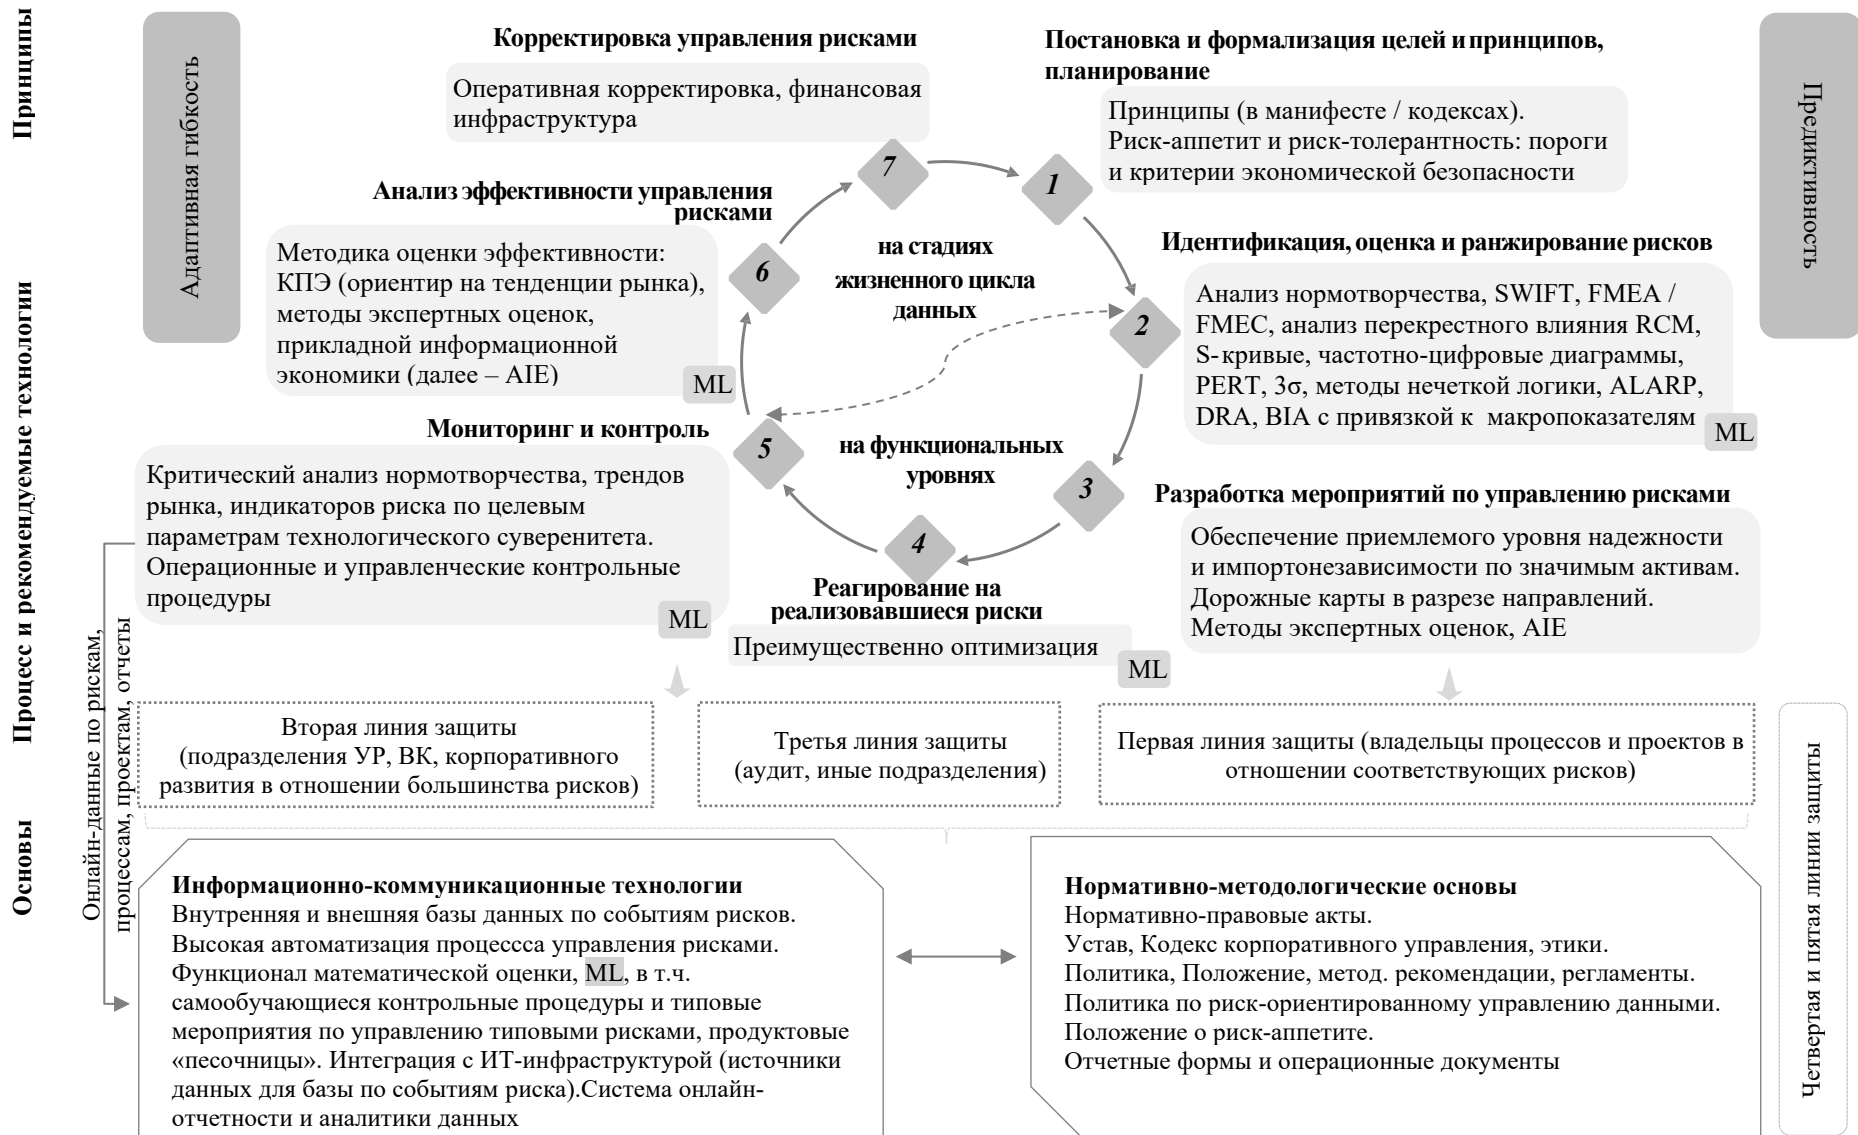 Принципы
Адаптивная гибкость
Корректировка управления рисками
Оперативная корректировка, финансовая
инфраструктура
Постановка и формализация целей и принципов,
планирование
Принципы (в манифесте / кодексах).
Риск-аппетит и риск-толерантность: пороги
и критерии экономической безопасности
Предиктивность
7
1
Анализ эффективности управления
рисками
Методика оценки эффективности:
КПЭ (ориентир на тенденции рынка),
методы экспертных оценок,
прикладной информационной
экономики (далее – AIE)
ML
6
на стадиях
жизненного цикла
данных
2
Идентификация, оценка и ранжирование рисков
Анализ нормотворчества, SWIFT, FMEA /
FMEC, анализ перекрестного влияния RCM,
S-кривые, частотно-цифровые диаграммы,
PERT, 3σ, методы нечеткой логики, ALARP,
DRA, BIA с привязкой к макропоказателям
ML
Процесс и рекомендуемые технологии
Мониторинг и контроль
Критический анализ нормотворчества, трендов
рынка, индикаторов риска по целевым
параметрам технологического суверенитета.
Операционные и управленческие контрольные
процедуры
ML
5
на функциональных
уровнях
3
4
Разработка мероприятий по управлению рисками
Обеспечение приемлемого уровня надежности
и импортонезависимости по значимым активам.
Дорожные карты в разрезе направлений.
Методы экспертных оценок, AIE
Реагирование на
реализовавшиеся риски
Преимущественно оптимизация
ML
Онлайн-данные по рискам,
процессам, проектам, отчеты
Вторая линия защиты
(подразделения УР, ВК, корпоративного
развития в отношении большинства рисков)
Третья линия защиты
(аудит, иные подразделения)
Первая линия защиты (владельцы процессов и проектов в
отношении соответствующих рисков)
Четвертая и пятая линии защиты
Основы
Информационно-коммуникационные технологии
Внутренняя и внешняя базы данных по событиям рисков.
Высокая автоматизация процессса управления рисками.
Функционал математической оценки, ML, в т.ч.
самообучающиеся контрольные процедуры и типовые
мероприятия по управлению типовыми рисками, продуктовые
«песочницы». Интеграция с ИТ-инфраструктурой (источники
данных для базы по событиям риска).Система онлайн-
отчетности и аналитики данных
Нормативно-методологические основы
Нормативно-правовые акты.
Устав, Кодекс корпоративного управления, этики.
Политика, Положение, метод. рекомендации, регламенты.
Политика по риск-ориентированному управлению данными.
Положение о риск-аппетите.
Отчетные формы и операционные документы